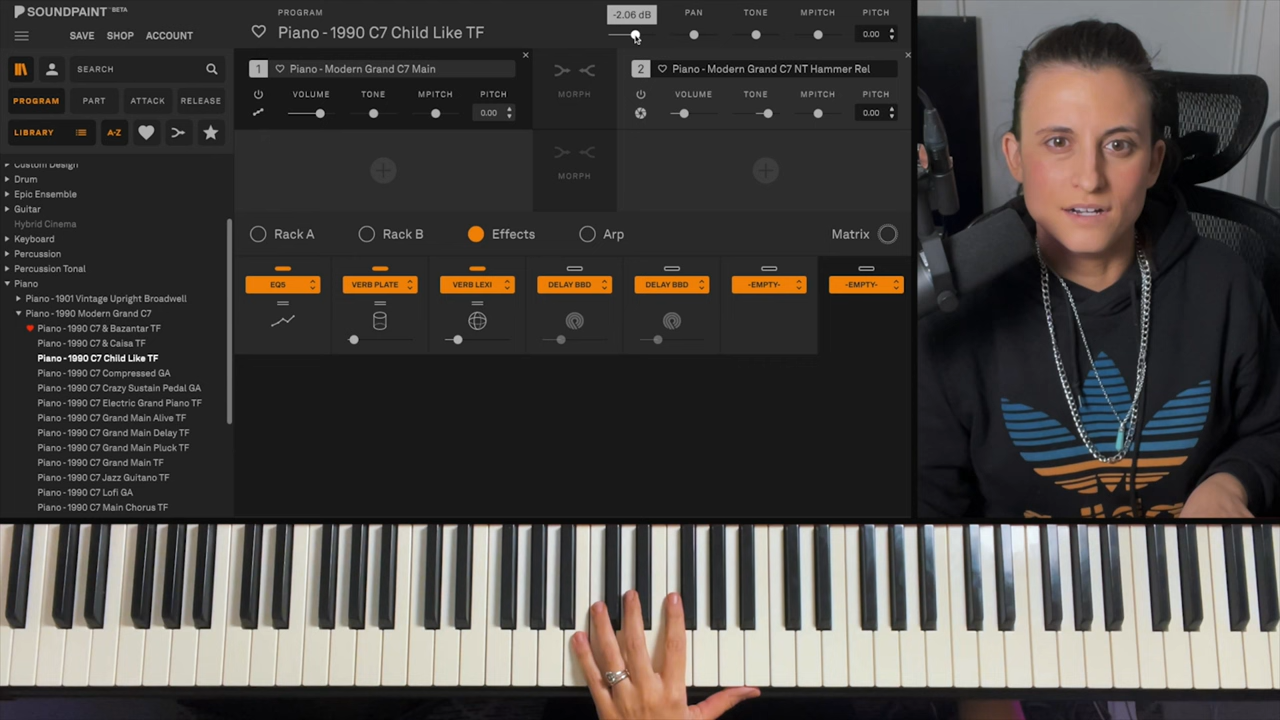 SOUNDPAINT BETA
SAVE SHOP ACCOUNT
SEARCH
PROGRAM PART ATTACK RELEASE
LIBRARY A-Z
Custom Design
Drum
Epic Ensemble
Guitar
Hybrid Cinema
Keyboard
Percussion
Percussion Tonal
Piano
Piano - 1901 Vintage Upright Broadwell
Piano - 1990 Modern Grand C7
Piano - 1990 C7 & Bazantar TF
Piano - 1990 C7 & Caisa TF
Piano - 1990 C7 Child Like TF
Piano - 1990 C7 Compressed GA
Piano - 1990 C7 Crazy Sustain Pedal GA
Piano - 1990 C7 Electric Grand Piano TF
Piano - 1990 C7 Grand Main Alive TF
Piano - 1990 C7 Grand Main Delay TF
Piano - 1990 C7 Grand Main Pluck TF
Piano - 1990 C7 Grand Main TF
Piano - 1990 C7 Jazz Guitano TF
Piano - 1990 C7 Lofi GA
Piano - 1990 C7 Main Chorus TF
PROGRAM
Piano - 1990 C7 Child Like TF
-2.06 dB PAN TONE MPITCH PITCH
0.00
1 Piano - Modern Grand C7 Main
VOLUME TONE MPITCH PITCH
0.00
MORPH
2 Piano - Modern Grand C7 NT Hammer Rel
VOLUME TONE MPITCH PITCH
0.00
MORPH
Rack A Rack B Effects Arp Matrix
EQ5 VERB PLATE VERB LEXI DELAY BBD DELAY BBD -EMPTY- -EMPTY-